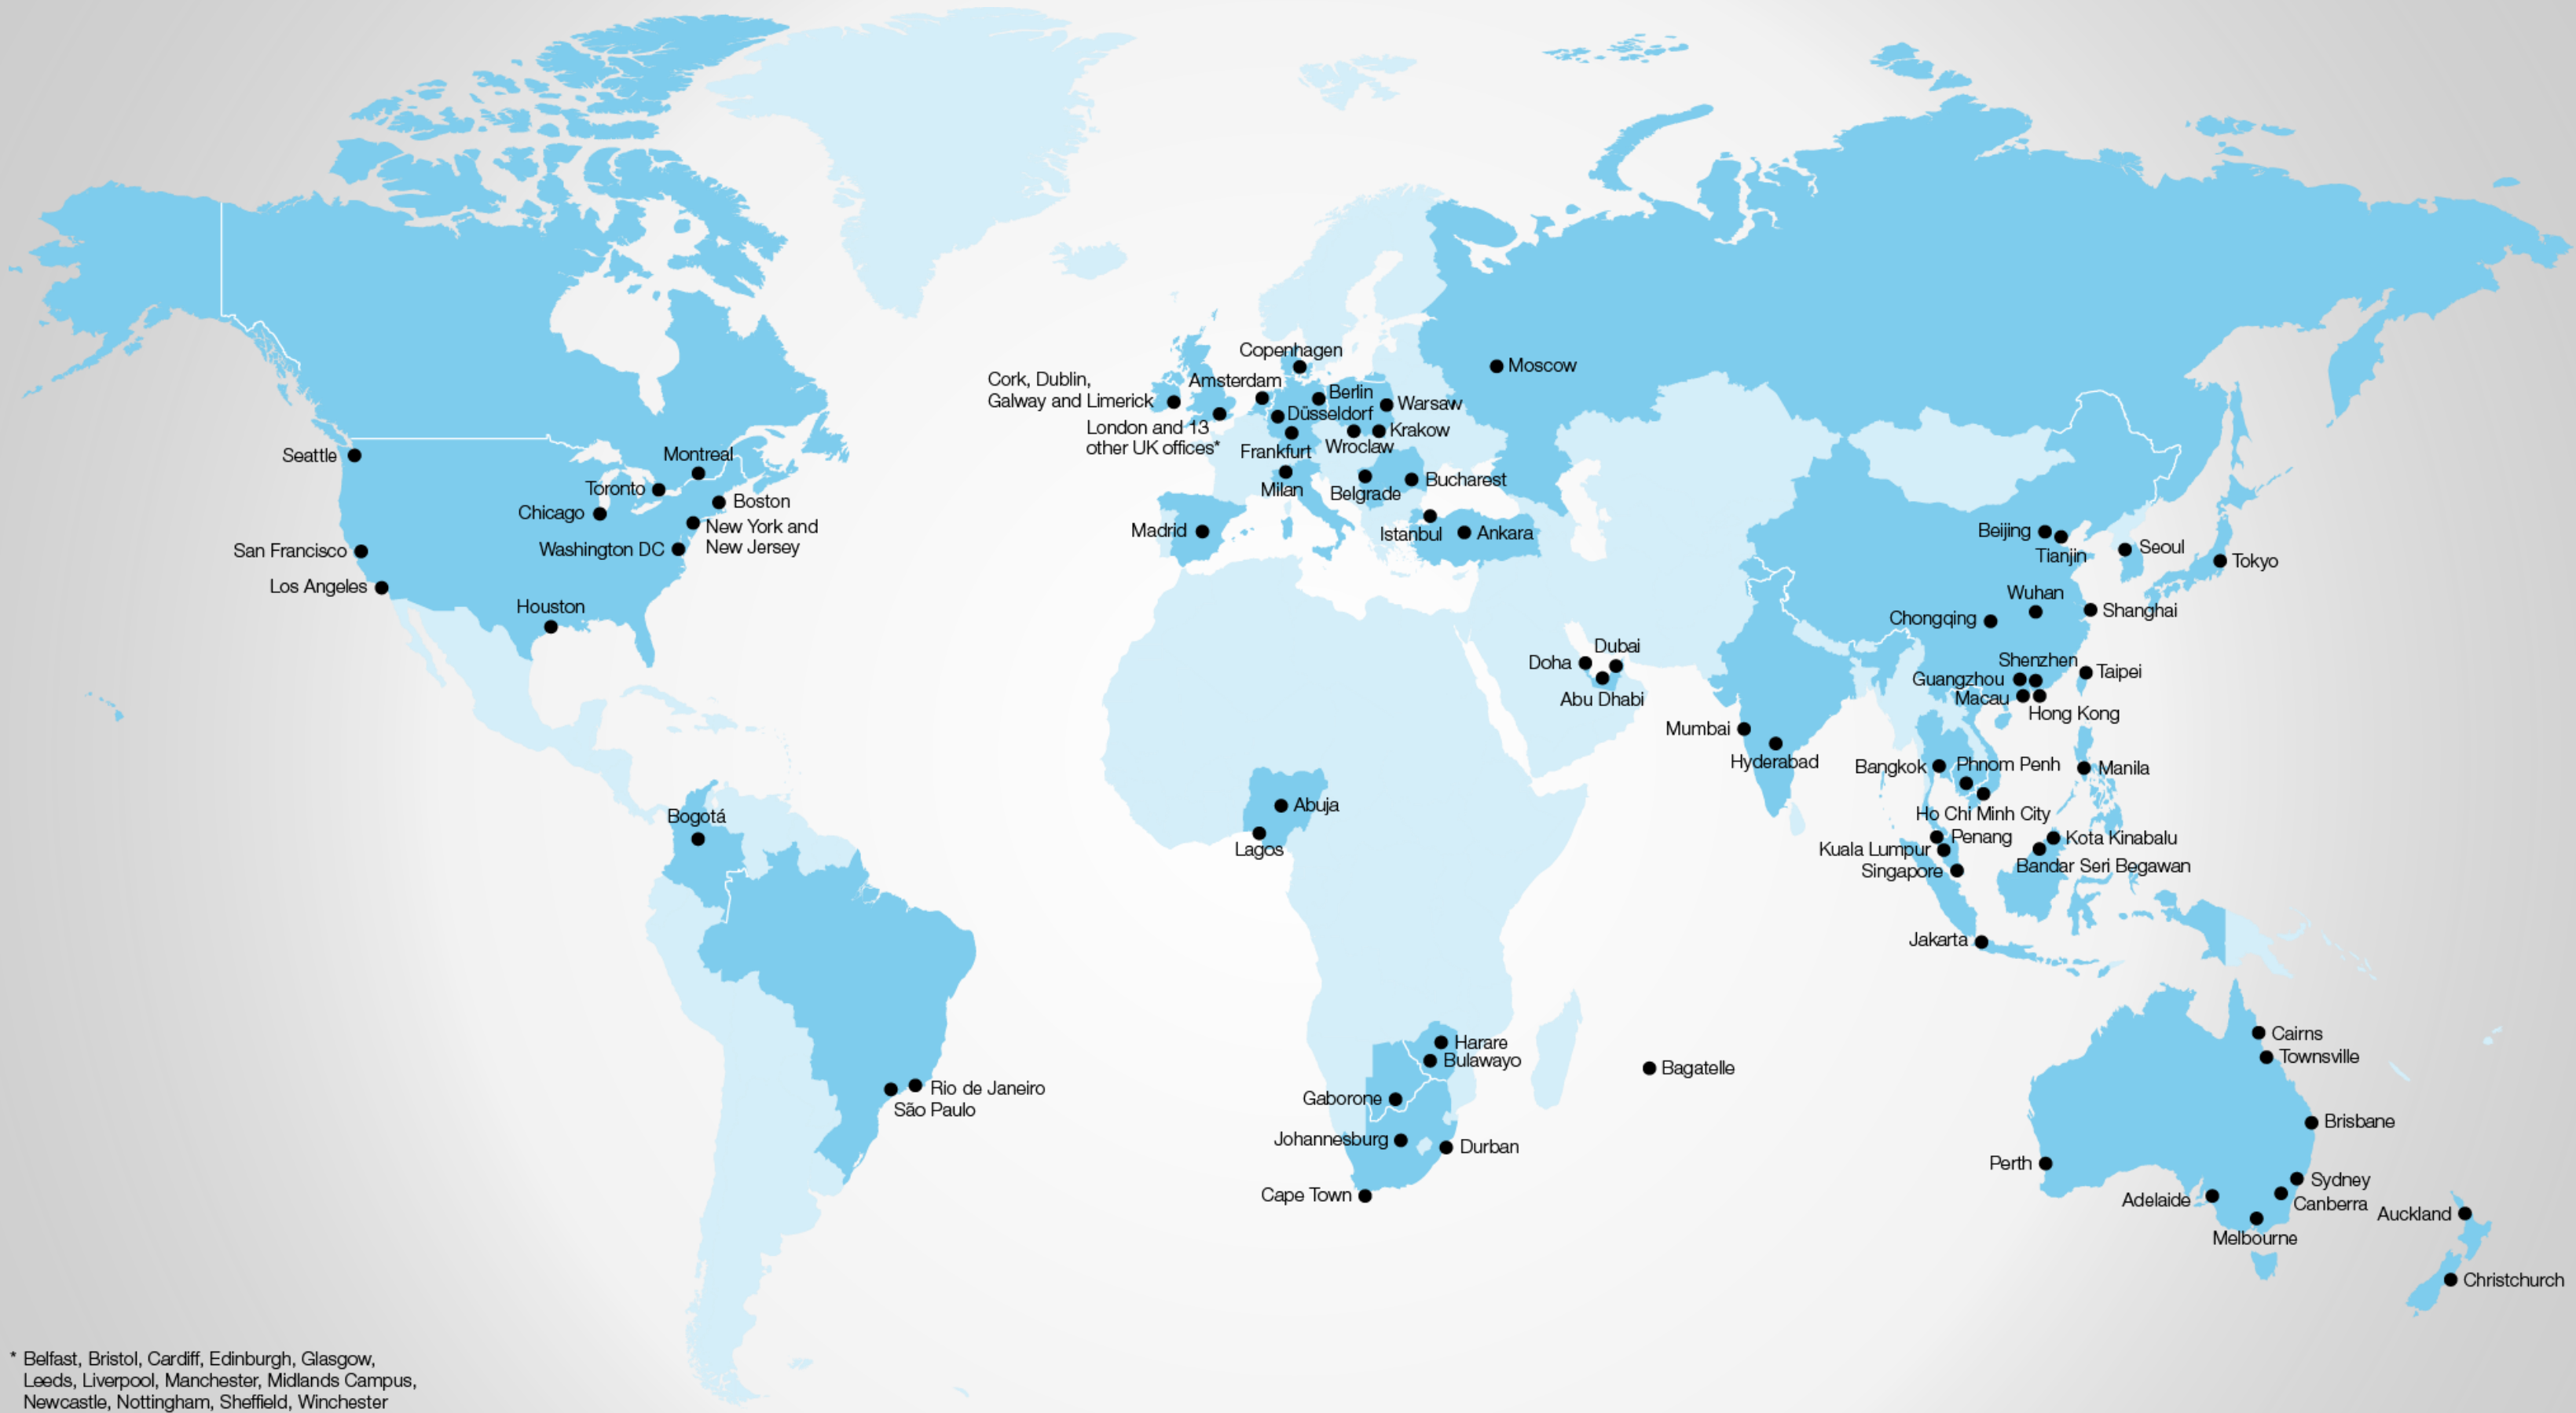 Copenhagen
Moscow
Cork, Dublin,
Galway and Limerick
Amsterdam
Berlin
Warsaw
Düsseldorf
London and 13
other UK offices*
Krakow
Wroclaw
Frankfurt
Milan
Belgrade
Bucharest
Madrid
Istanbul
Ankara
Seattle
Montreal
Toronto
Boston
Chicago
New York and
New Jersey
San Francisco
Washington DC
Los Angeles
Houston
Beijing
Tianjin
Seoul
Tokyo
Wuhan
Shanghai
Chongqing
Shenzhen
Taipei
Guangzhou
Macau
Hong Kong
Doha
Dubai
Abu Dhabi
Mumbai
Hyderabad
Bangkok
Phnom Penh
Manila
Ho Chi Minh City
Penang
Kota Kinabalu
Kuala Lumpur
Bandar Seri Begawan
Singapore
Jakarta
Bogotá
Abuja
Lagos
Rio de Janeiro
São Paulo
Harare
Bulawayo
Bagatelle
Gaborone
Johannesburg
Durban
Cape Town
Cairns
Townsville
Brisbane
Perth
Sydney
Adelaide
Canberra
Auckland
Melbourne
Christchurch
* Belfast, Bristol, Cardiff, Edinburgh, Glasgow,
Leeds, Liverpool, Manchester, Midlands Campus,
Newcastle, Nottingham, Sheffield, Winchester